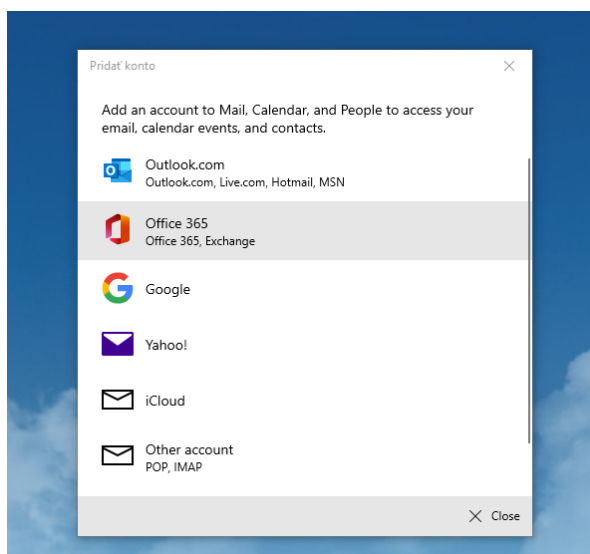 Pridať konto
Add an account to Mail, Calendar, and People to access your
email, calendar events, and contacts.
Outlook.com
Outlook.com, Live.com, Hotmail, MSN
Office 365
Office 365, Exchange
Google
Yahoo!
iCloud
Other account
POP, IMAP
Close